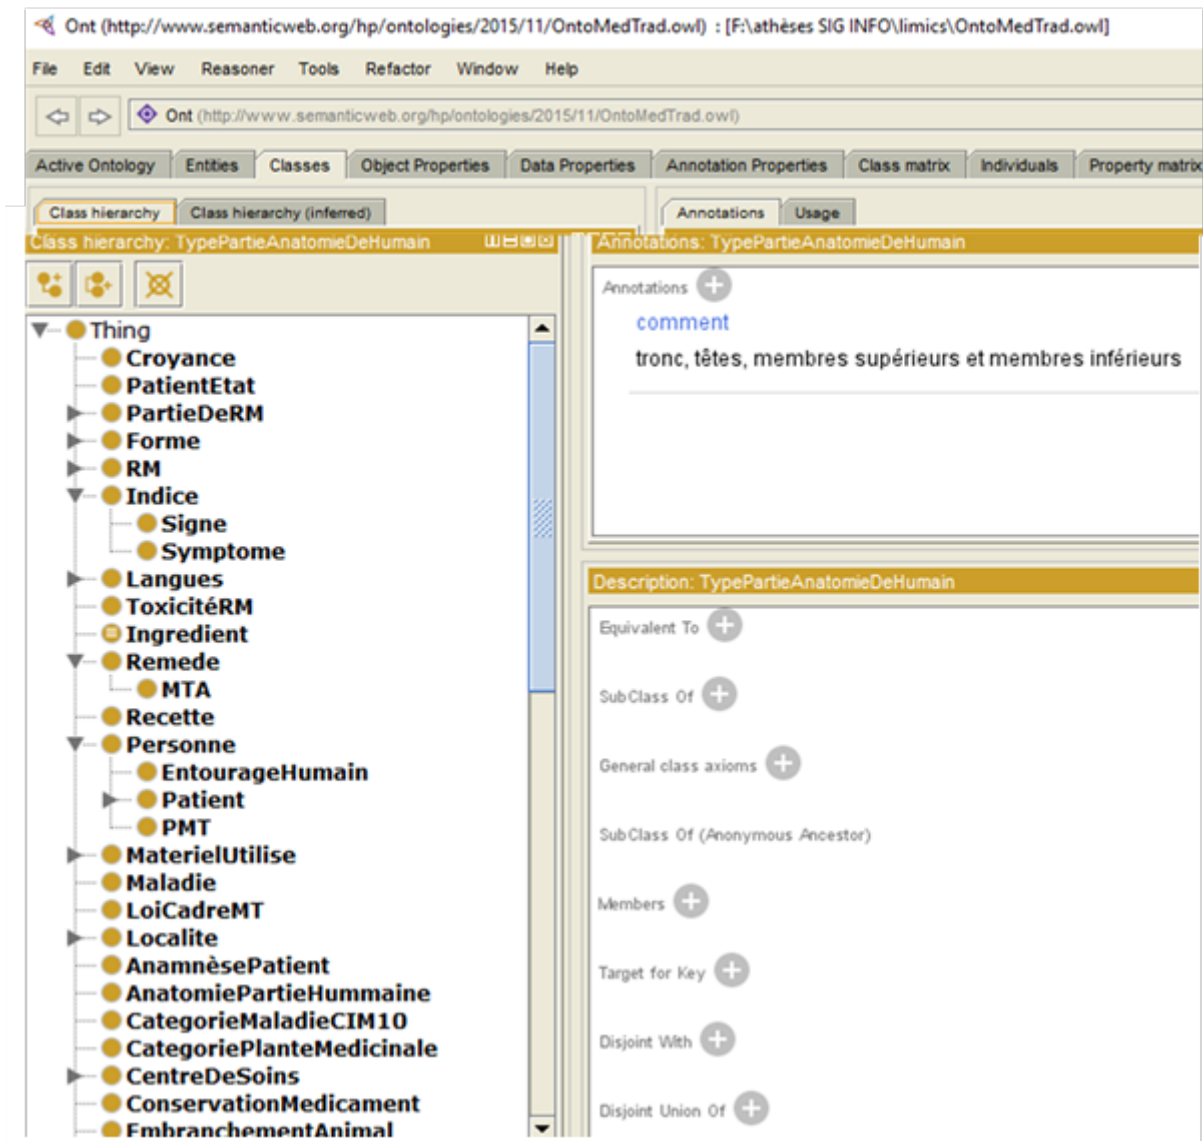 Ont (http://www.semanticweb.org/hp/ontologies/2015/11/OntoMedTrad.owl) : [F:\athèses SIG INFO\limics\OntoMedTrad.owl]
File Edit View Reasoner Tools Refactor Window Help
Ont (http://www.semanticweb.org/hp/ontologies/2015/11/OntoMedTrad.owl)
Active Ontology Entities Classes Object Properties Data Properties Annotation Properties Class matrix Individuals Property matrix
Class hierarchy Class hierarchy (inferred)
Class hierarchy: TypePartieAnatomieDeHumain
Thing
Croyance
PatientEtat
PartieDeRM
Forme
RM
Indice
Signe
Symptome
Langues
ToxicitéRM
Ingredient
Remede
MTA
Recette
Personne
EntourageHumain
Patient
PMT
MaterielUtilise
Maladie
LoiCadreMT
Localite
AnamnèsePatient
AnatomiePartieHummaine
CategorieMaladieCIM10
CategoriePlanteMedicinale
CentreDeSoins
ConservationMedicament
EmbranchementAnimal
Annotations Usage
Annotations: TypePartieAnatomieDeHumain
Annotations
comment
tronc, têtes, membres supérieurs et membres inférieurs
Description: TypePartieAnatomieDeHumain
Equivalent To
SubClass Of
General class axioms
SubClass Of (Anonymous Ancestor)
Members
Target for Key
Disjoint With
Disjoint Union Of